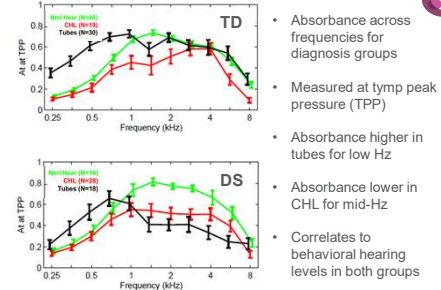 TD
Nml Hear (N=48)
CHL (N=19)
Tubes (N=30)
At at TPP
1
0.8
0.6
0.4
0.2
0
0.25
0.5
1
2
4
8
Frequency (kHz)
DS
Nml Hear (N=16)
CHL (N=28)
Tubes (N=18)
At at TPP
1
0.8
0.6
0.4
0.2
0
0.25
0.5
1
2
4
8
Frequency (kHz)
• Absorbance across
frequencies for
diagnosis groups
• Measured at tymp peak
pressure (TPP)
• Absorbance higher in
tubes for low Hz
• Absorbance lower in
CHL for mid-Hz
• Correlates to
behavioral hearing
levels in both groups